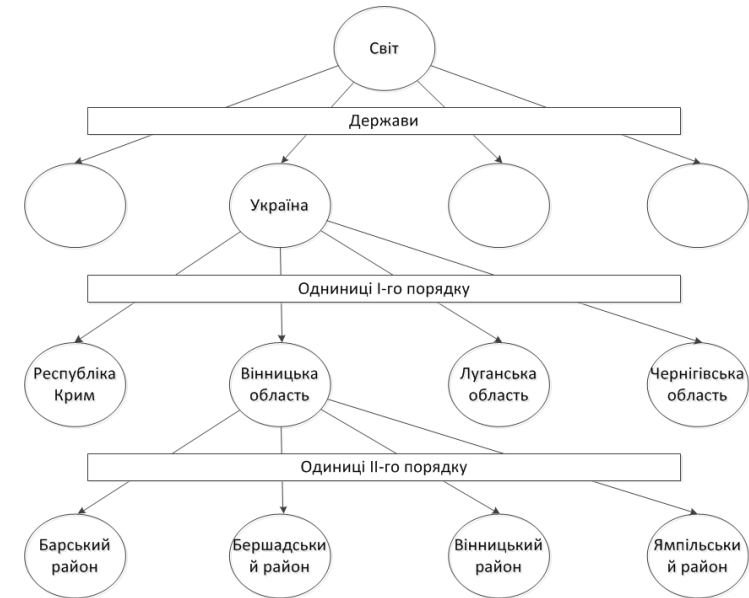 Світ
Держави
Україна
Одниниці І-го порядку
Республіка
Крим
Вінницька
область
Луганська
область
Чернігівська
область
Одиниці ІІ-го порядку
Барський
район
Бершадськи
й район
Вінницький
район
Ямпільськи
й район